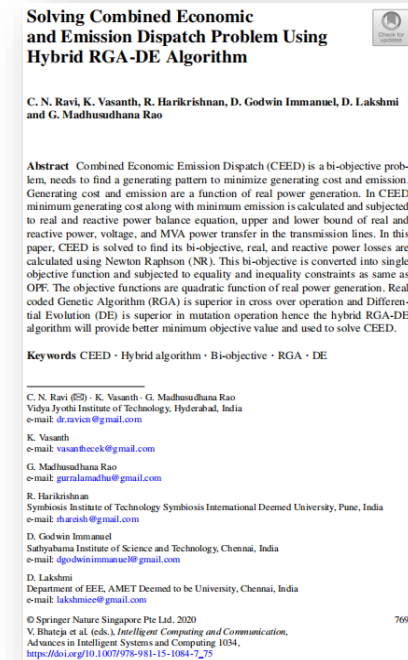 Solving Combined Economic
and Emission Dispatch Problem Using
Hybrid RGA-DE Algorithm
Check for
updates
C. N. Ravi, K. Vasanth, R. Harikrishnan, D. Godwin Immanuel, D. Lakshmi
and G. Madhusudhana Rao
Abstract Combined Economic Emission Dispatch (CEED) is a bi-objective prob-
lem, needs to find a generating pattern to minimize generating cost and emission.
Generating cost and emission are a function of real power generation. In CEED
minimum generating cost along with minimum emission is calculated and subjected
to real and reactive power balance equation, upper and lower bound of real and
reactive power, voltage, and MVA power transfer in the transmission lines. In this
paper, CEED is solved to find its bi-objective, real, and reactive power losses are
calculated using Newton Raphson (NR). This bi-objective is converted into single
objective function and subjected to equality and inequality constraints as same as
OPF. The objective functions are quadratic function of real power generation. Real
coded Genetic Algorithm (RGA) is superior in cross over operation and Differen-
tial Evolution (DE) is superior in mutation operation hence the hybrid RGA-DE
algorithm will provide better minimum objective value and used to solve CEED.
Keywords CEED · Hybrid algorithm · Bi-objective · RGA · DE
C. N. Ravi (✉) · K. Vasanth · G. Madhusudhana Rao
Vidya Jyothi Institute of Technology, Hyderabad, India
e-mail: dr.ravicn@gmail.com
K. Vasanth
e-mail: vasanthecek@gmail.com
G. Madhusudhana Rao
e-mail: gurralamadhu@gmail.com
R. Harikrishnan
Symbiosis Institute of Technology Symbiosis International Deemed University, Pune, India
e-mail: rhareish@gmail.com
D. Godwin Immanuel
Sathyabama Institute of Science and Technology, Chennai, India
e-mail: dgodwinimmanuel@gmail.com
D. Lakshmi
Department of EEE, AMET Deemed to be University, Chennai, India
e-mail: lakshmiee@gmail.com
© Springer Nature Singapore Pte Ltd. 2020 769
V. Bhateja et al. (eds.), Intelligent Computing and Communication,
Advances in Intelligent Systems and Computing 1034,
https://doi.org/10.1007/978-981-15-1084-7_75